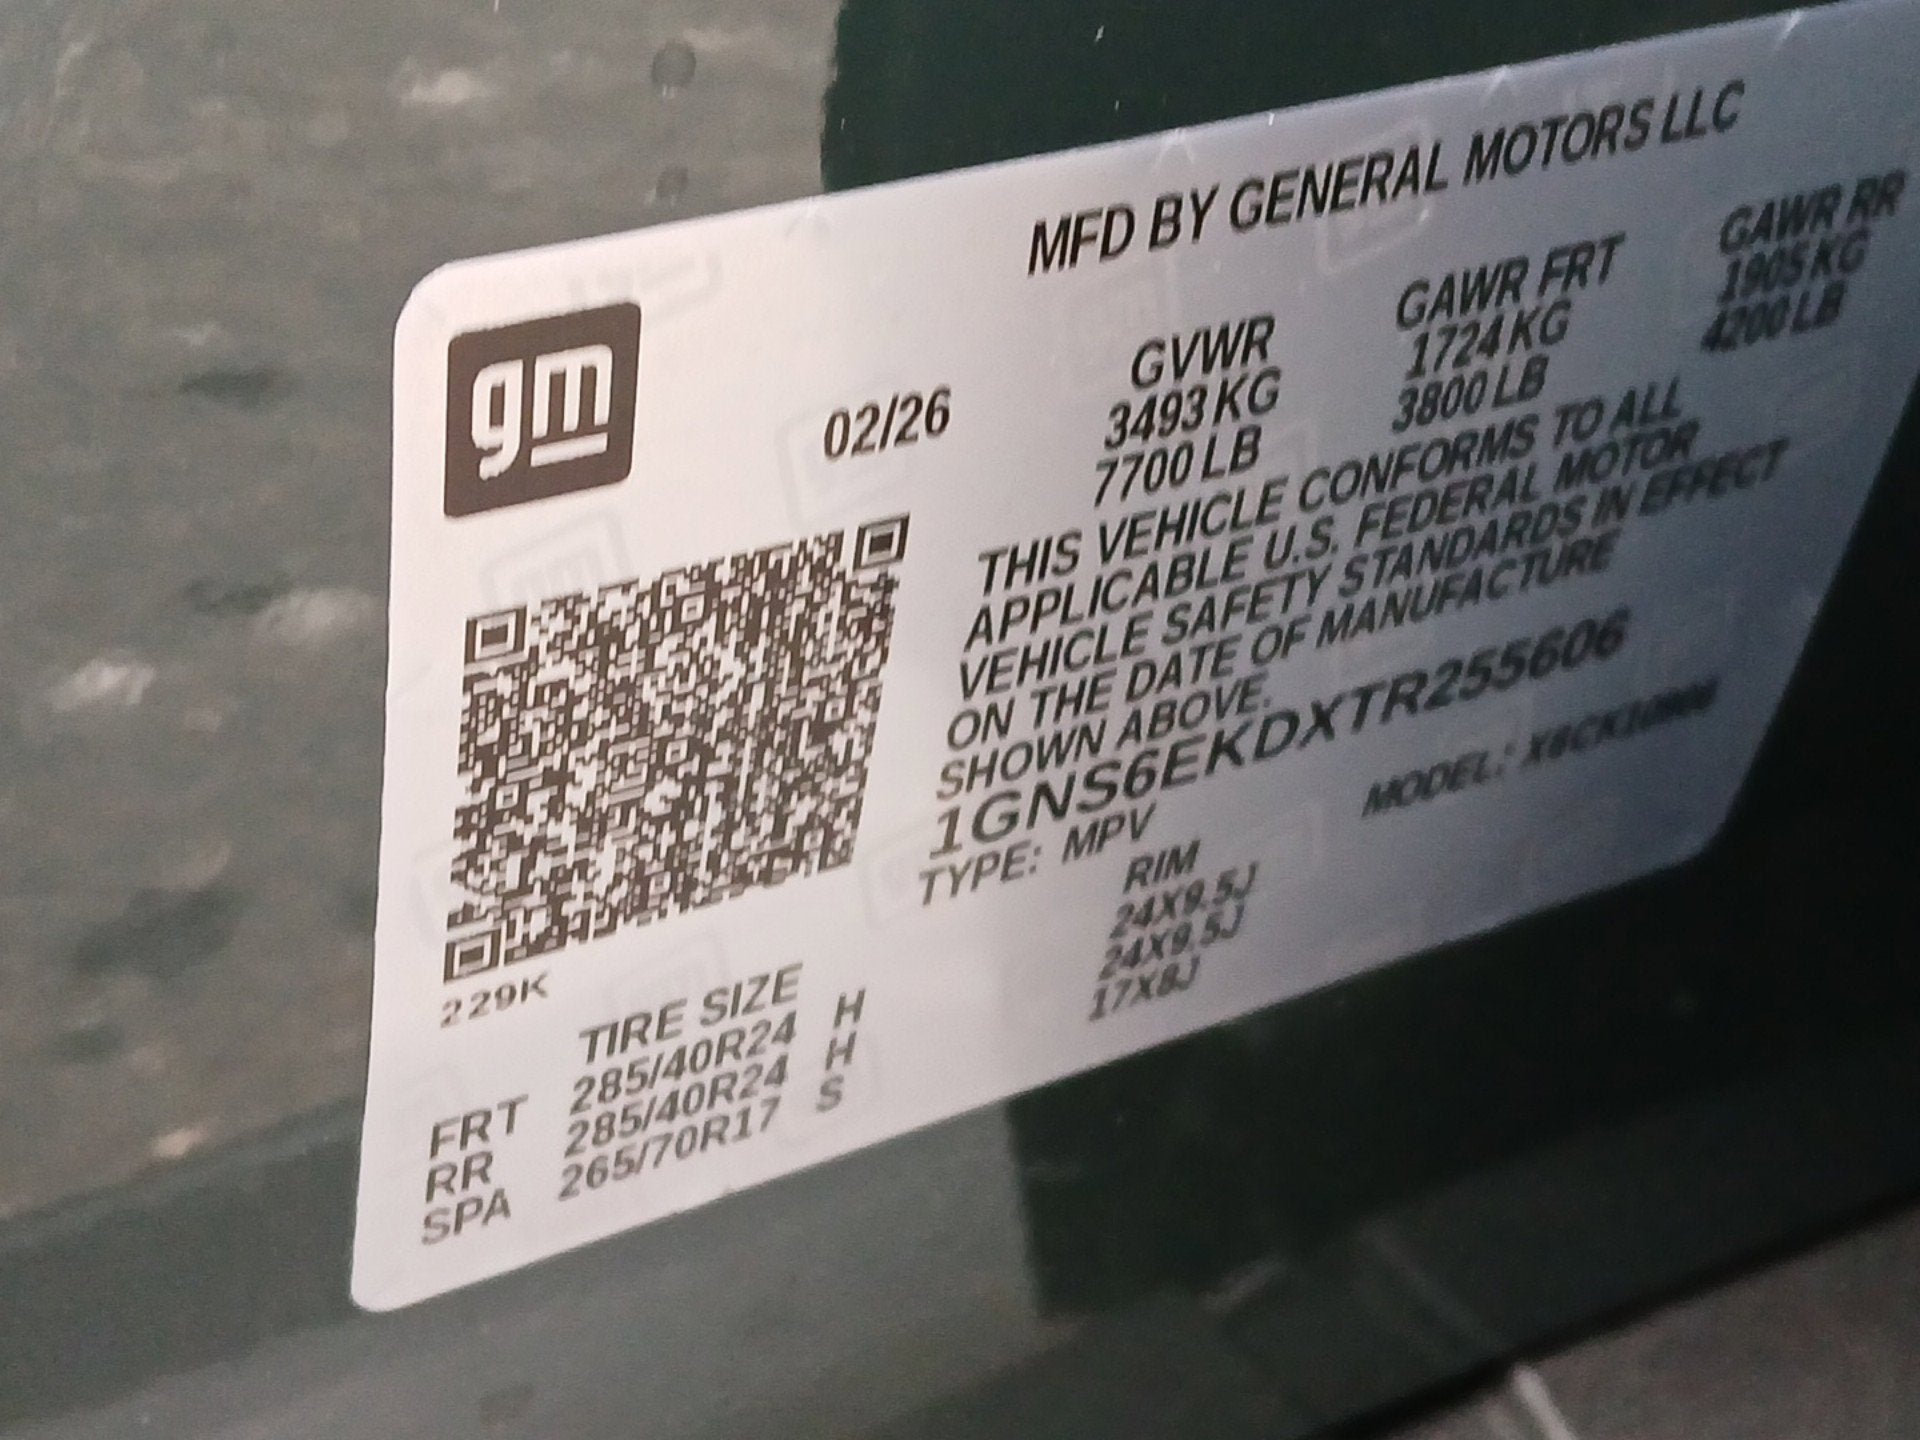 MFD BY GENERAL MOTORS LLC
gm
02/26
GVWR GAWR FRT GAWR RR
3493 KG 1724 KG 1905 KG
7700 LB 3800 LB 4200 LB
THIS VEHICLE CONFORMS TO ALL
APPLICABLE U.S. FEDERAL MOTOR
VEHICLE SAFETY STANDARDS IN EFFECT
ON THE DATE OF MANUFACTURE
SHOWN ABOVE.
1GNS6EKDXTR255606
TYPE: MPV MODEL:
229K
TIRE SIZE RIM
FRT 285/40R24 H 24X9.5J
RR 285/40R24 H 24X9.5J
SPA 265/70R17 S 17X8J